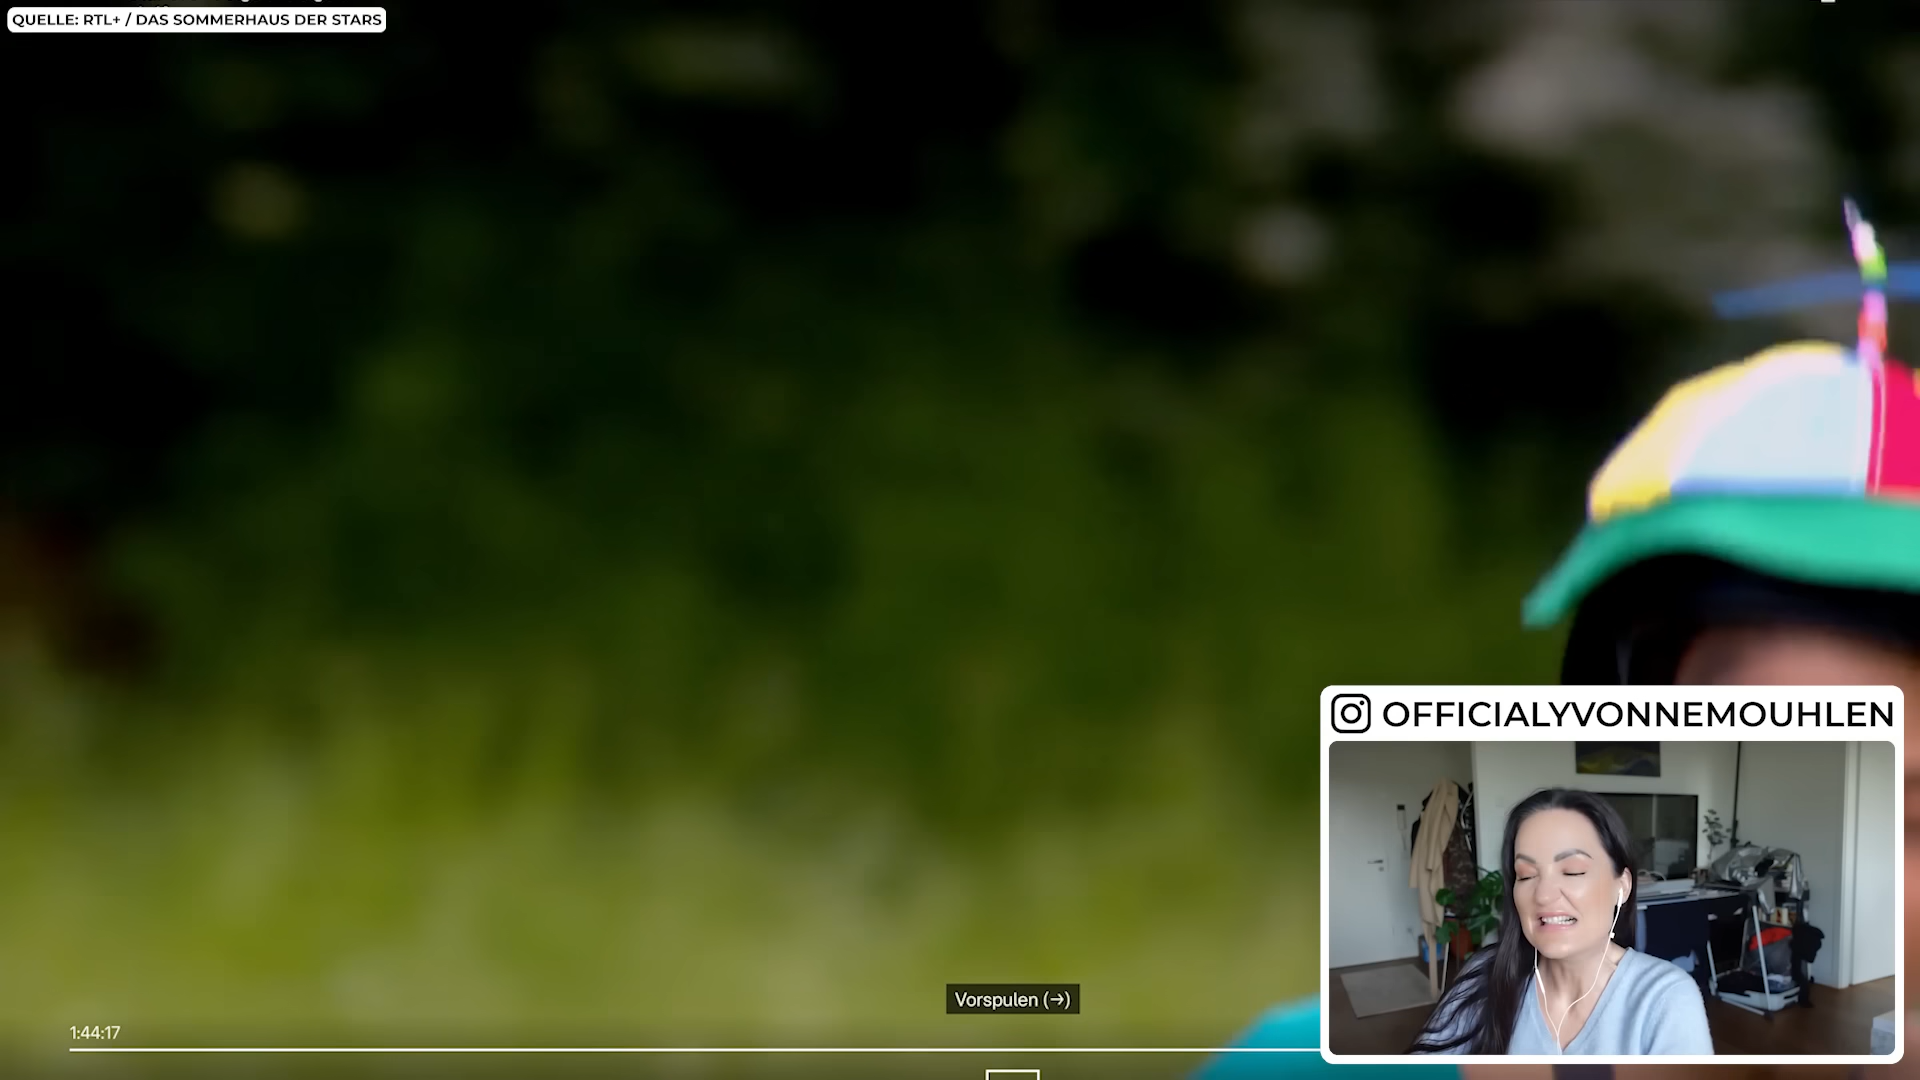 QUELLE: RTL+ / DAS SOMMERHAUS DER STARS
OFFICIALYVONNEMOUHLEN
Vorspulen (→)
1:44:17